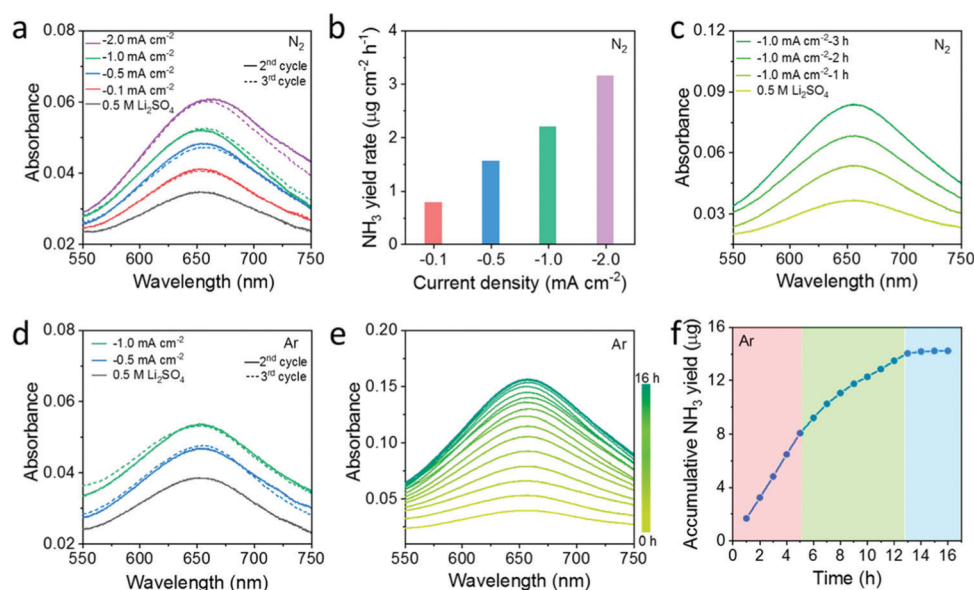 a
0.08
0.06
0.04
0.02
Absorbance
-2.0 mA cm⁻²
-1.0 mA cm⁻²
-0.5 mA cm⁻²
-0.1 mA cm⁻²
0.5 M Li₂SO₄
N₂
2nd cycle
3rd cycle
550 600 650 700 750
Wavelength (nm)
b
4
3
2
1
0
NH₃ yield rate (μg cm⁻² h⁻¹)
-0.1 -0.5 -1.0 -2.0
Current density (mA cm⁻²)
c
0.12
0.09
0.06
0.03
Absorbance
-1.0 mA cm⁻²-3 h
-1.0 mA cm⁻²-2 h
-1.0 mA cm⁻²-1 h
0.5 M Li₂SO₄
N₂
550 600 650 700 750
Wavelength (nm)
d
0.08
0.06
0.04
0.02
Absorbance
-1.0 mA cm⁻²
-0.5 mA cm⁻²
0.5 M Li₂SO₄
Ar
2nd cycle
3rd cycle
550 600 650 700 750
Wavelength (nm)
e
0.20
0.15
0.10
0.05
Absorbance
Ar
16 h
0 h
550 600 650 700 750
Wavelength (nm)
f
16
12
8
4
0
Accumulative NH₃ yield (μg)
Ar
0 2 4 6 8 10 12 14 16
Time (h)